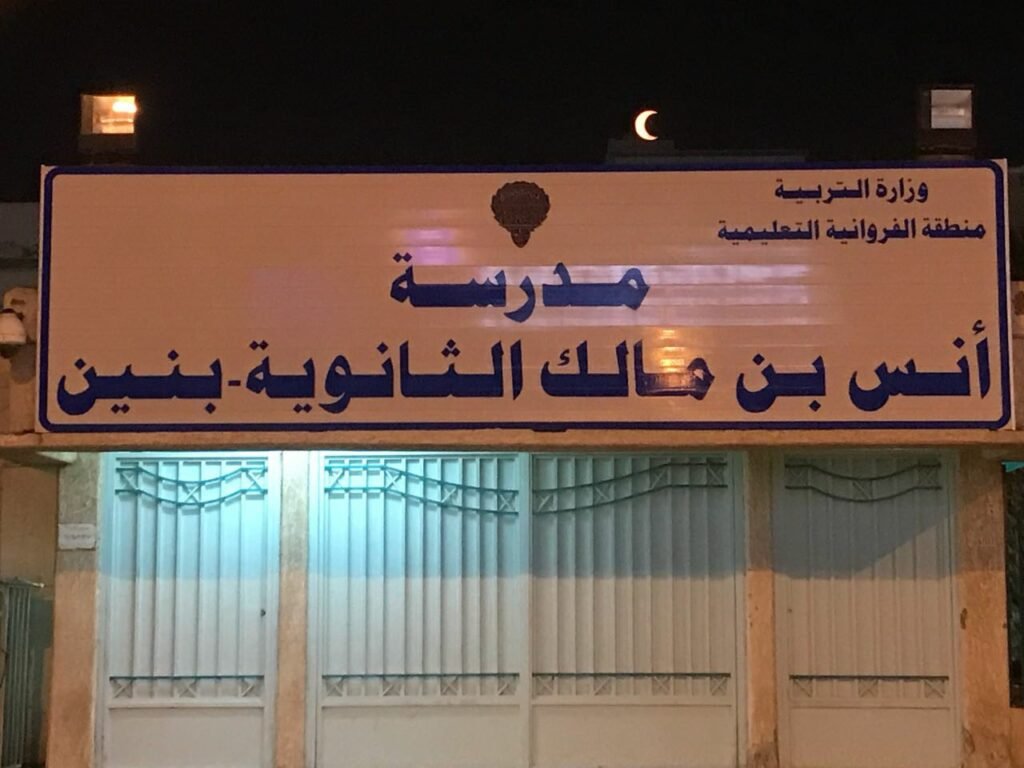 وزارة التربية
منطقة الفروانية التعليمية
مدرسة
أنس بن مالك الثانوية-بنين